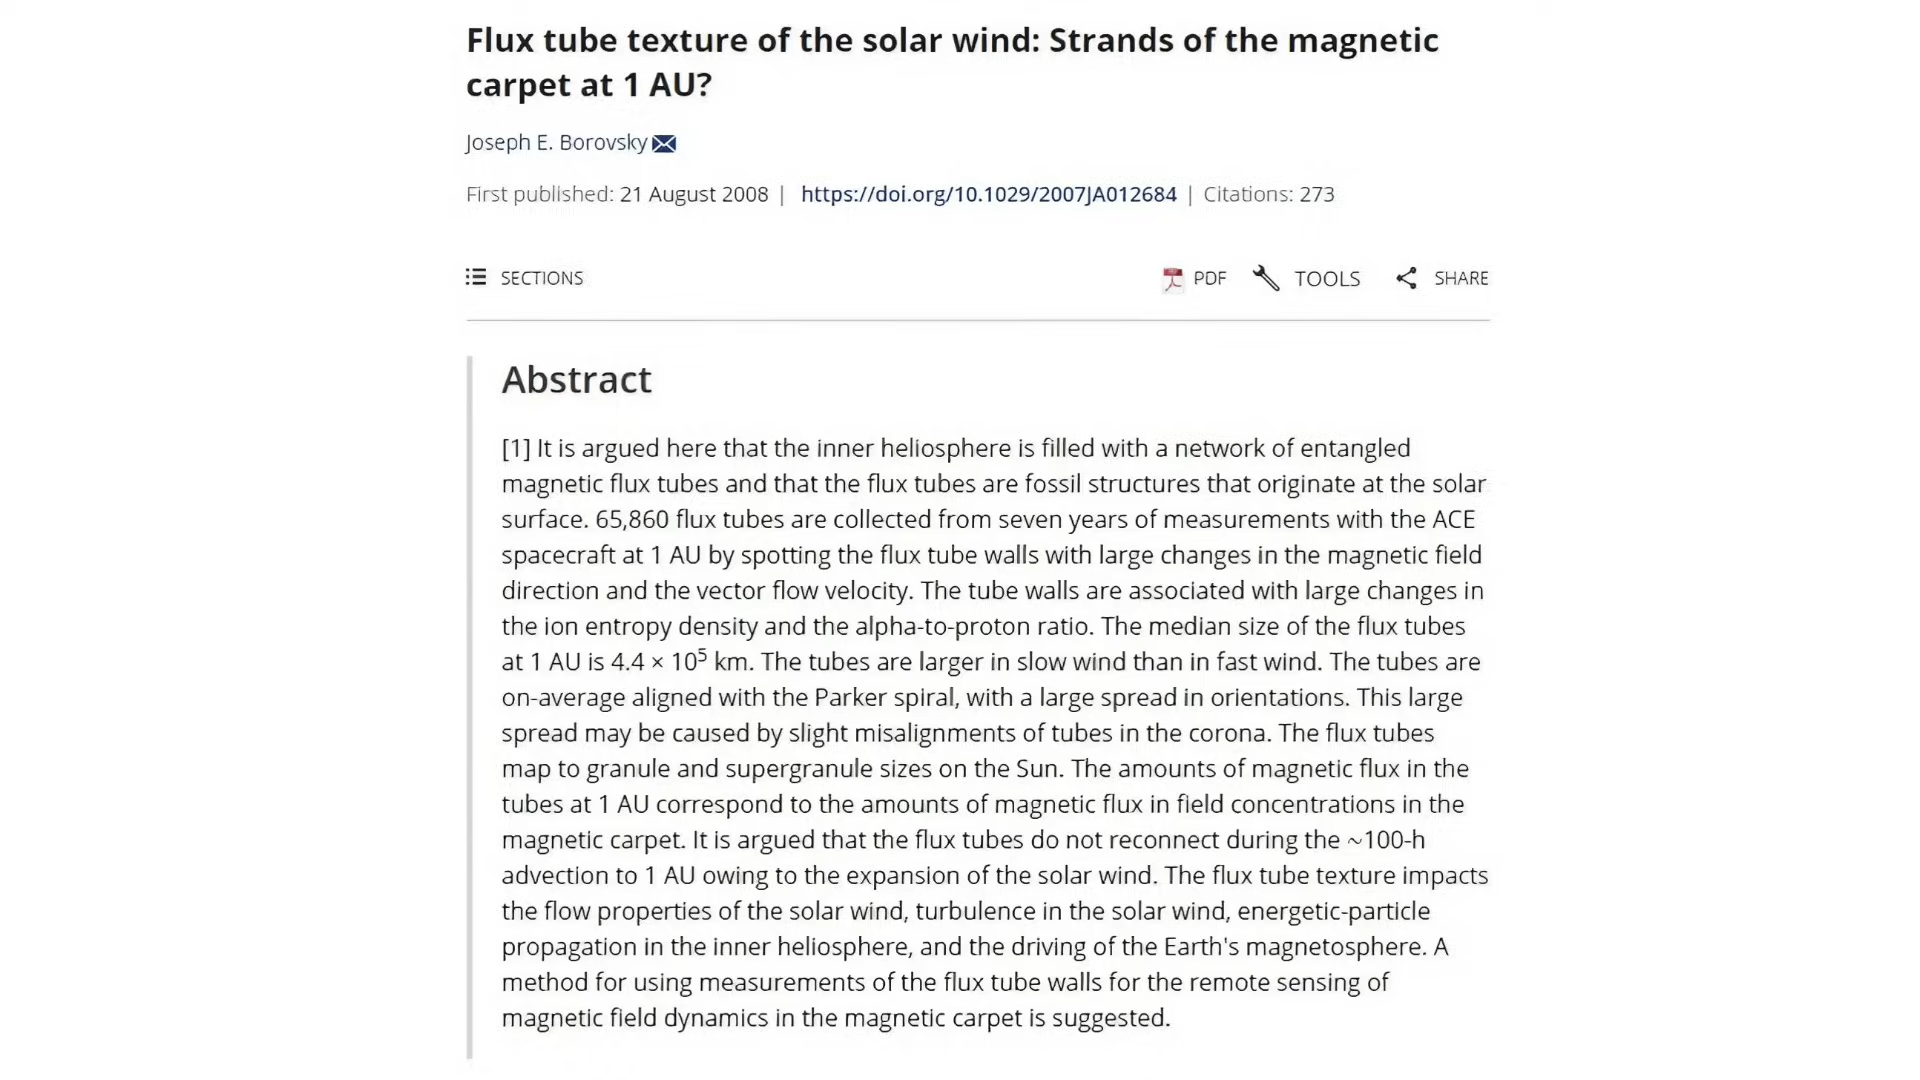 Flux tube texture of the solar wind: Strands of the magnetic
carpet at 1 AU?
Joseph E. Borovsky
First published: 21 August 2008 | https://doi.org/10.1029/2007JA012684 | Citations: 273
SECTIONS PDF TOOLS SHARE
Abstract
[1] It is argued here that the inner heliosphere is filled with a network of entangled
magnetic flux tubes and that the flux tubes are fossil structures that originate at the solar
surface. 65,860 flux tubes are collected from seven years of measurements with the ACE
spacecraft at 1 AU by spotting the flux tube walls with large changes in the magnetic field
direction and the vector flow velocity. The tube walls are associated with large changes in
the ion entropy density and the alpha-to-proton ratio. The median size of the flux tubes
at 1 AU is 4.4 × 10⁵ km. The tubes are larger in slow wind than in fast wind. The tubes are
on-average aligned with the Parker spiral, with a large spread in orientations. This large
spread may be caused by slight misalignments of tubes in the corona. The flux tubes
map to granule and supergranule sizes on the Sun. The amounts of magnetic flux in the
tubes at 1 AU correspond to the amounts of magnetic flux in field concentrations in the
magnetic carpet. It is argued that the flux tubes do not reconnect during the ~100-h
advection to 1 AU owing to the expansion of the solar wind. The flux tube texture impacts
the flow properties of the solar wind, turbulence in the solar wind, energetic-particle
propagation in the inner heliosphere, and the driving of the Earth's magnetosphere. A
method for using measurements of the flux tube walls for the remote sensing of
magnetic field dynamics in the magnetic carpet is suggested.